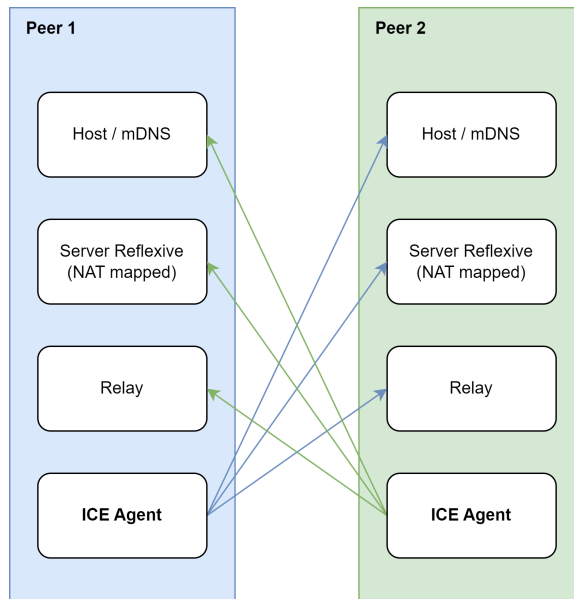 Peer 1
Host / mDNS
Server Reflexive
(NAT mapped)
Relay
ICE Agent
Peer 2
Host / mDNS
Server Reflexive
(NAT mapped)
Relay
ICE Agent